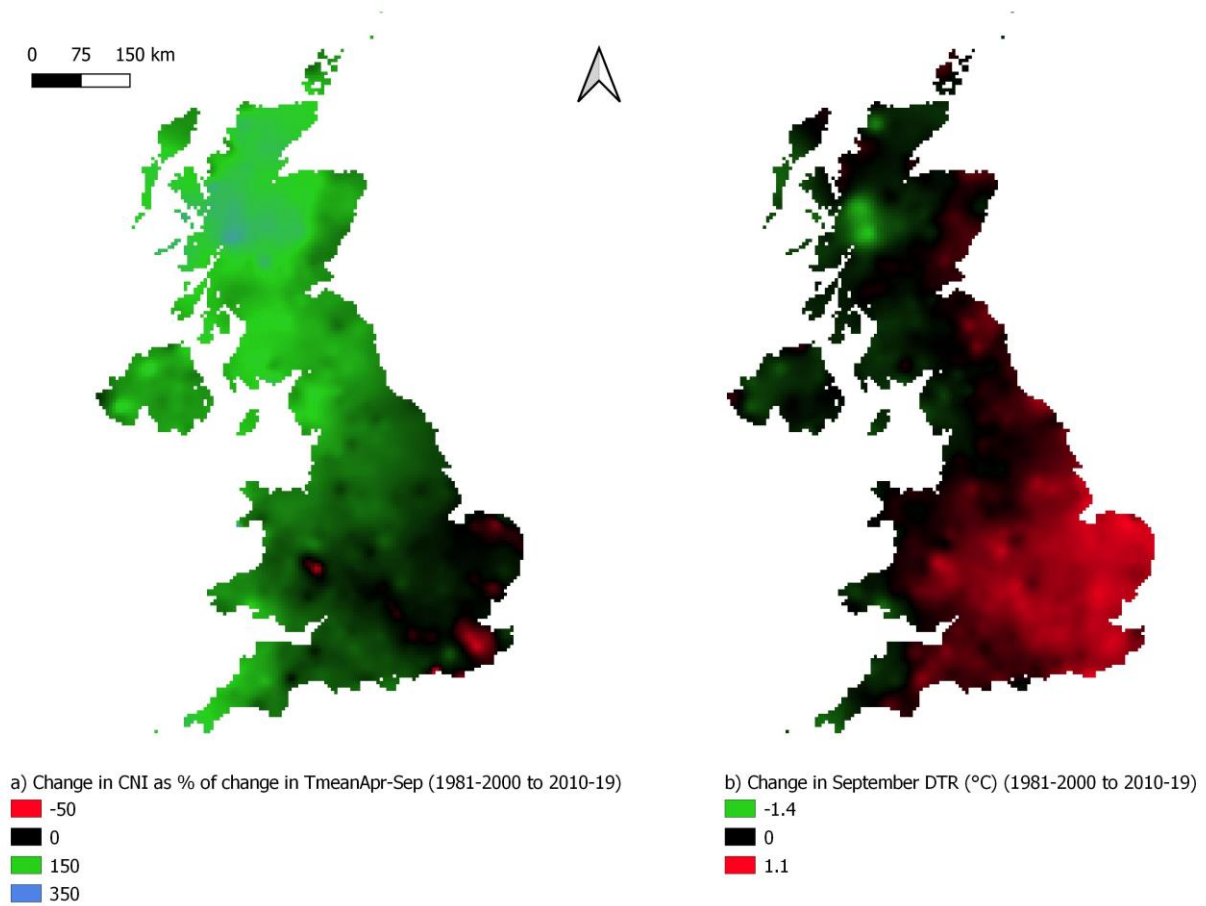 0 75 150 km
a) Change in CNI as % of change in TmeanApr-Sep (1981-2000 to 2010-19)
-50
0
150
350
b) Change in September DTR (°C) (1981-2000 to 2010-19)
-1.4
0
1.1